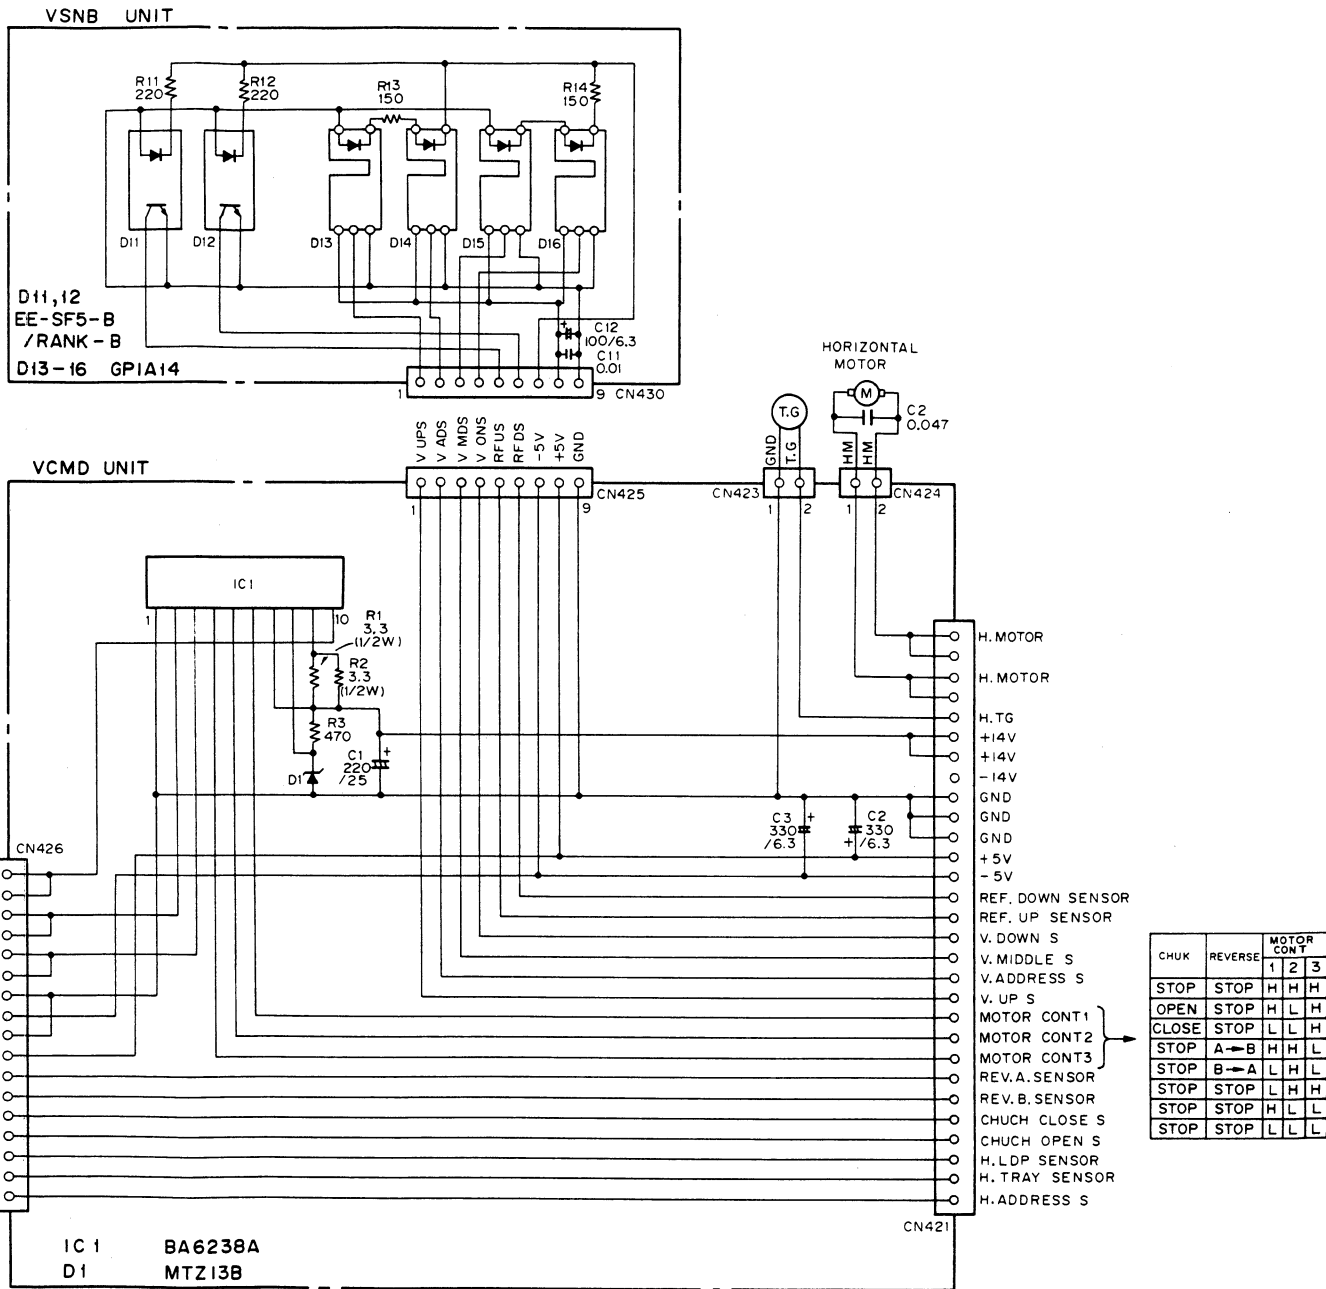 VSNB UNIT
R11
220
R12
220
R13
150
R14
150
D11
D12
D13
D14
D15
D16
D11,12
EE-SF5-B
/RANK-B
D13-16 GP1A14
+
C12
100/6.3
C11
0.01
1
9
CN430
V UPS
V ADS
V MDS
V ONS
RFUS
RFDS
-5V
+5V
GND
HORIZONTAL
MOTOR
M
T.G
C2
0.047
GND
T.G
HM
HM
VCMD UNIT
1
9
CN425
CN423
1
2
1
2
CN424
IC1
1
10
R1
3.3
(1/2W)
R2
3.3
(1/2W)
R3
470
C1
220
/25
+
D1
C3
330
/6.3
+
C2
330
/6.3
+
CN426
H.MOTOR
H.MOTOR
H.TG
+14V
+14V
-14V
GND
GND
GND
+5V
-5V
REF. DOWN SENSOR
REF. UP SENSOR
V.DOWN S
V.MIDDLE S
V.ADDRESS S
V.UP S
MOTOR CONT1
MOTOR CONT2
MOTOR CONT3
REV.A.SENSOR
REV.B.SENSOR
CHUCH CLOSE S
CHUCH OPEN S
H.LDP SENSOR
H.TRAY SENSOR
H.ADDRESS S
CN421
CHUK REVERSE MOTOR CONT
1 2 3
STOP STOP H H H
OPEN STOP H L H
CLOSE STOP L L H
STOP A→B H H L
STOP B→A L H L
STOP STOP L H H
STOP STOP H L L
STOP STOP L L L
IC1 BA6238A
D1 MTZ13B